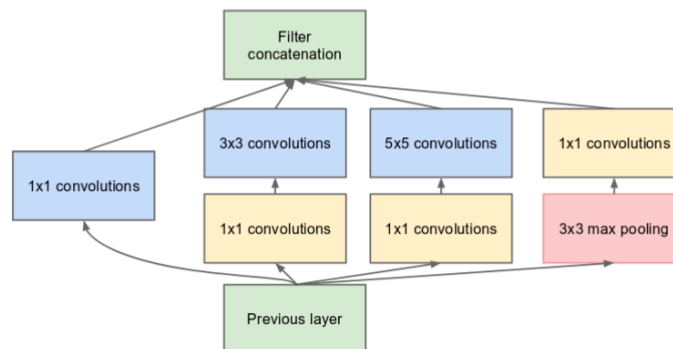 Filter
concatenation
3x3 convolutions
5x5 convolutions
1x1 convolutions
1x1 convolutions
1x1 convolutions
1x1 convolutions
3x3 max pooling
Previous layer